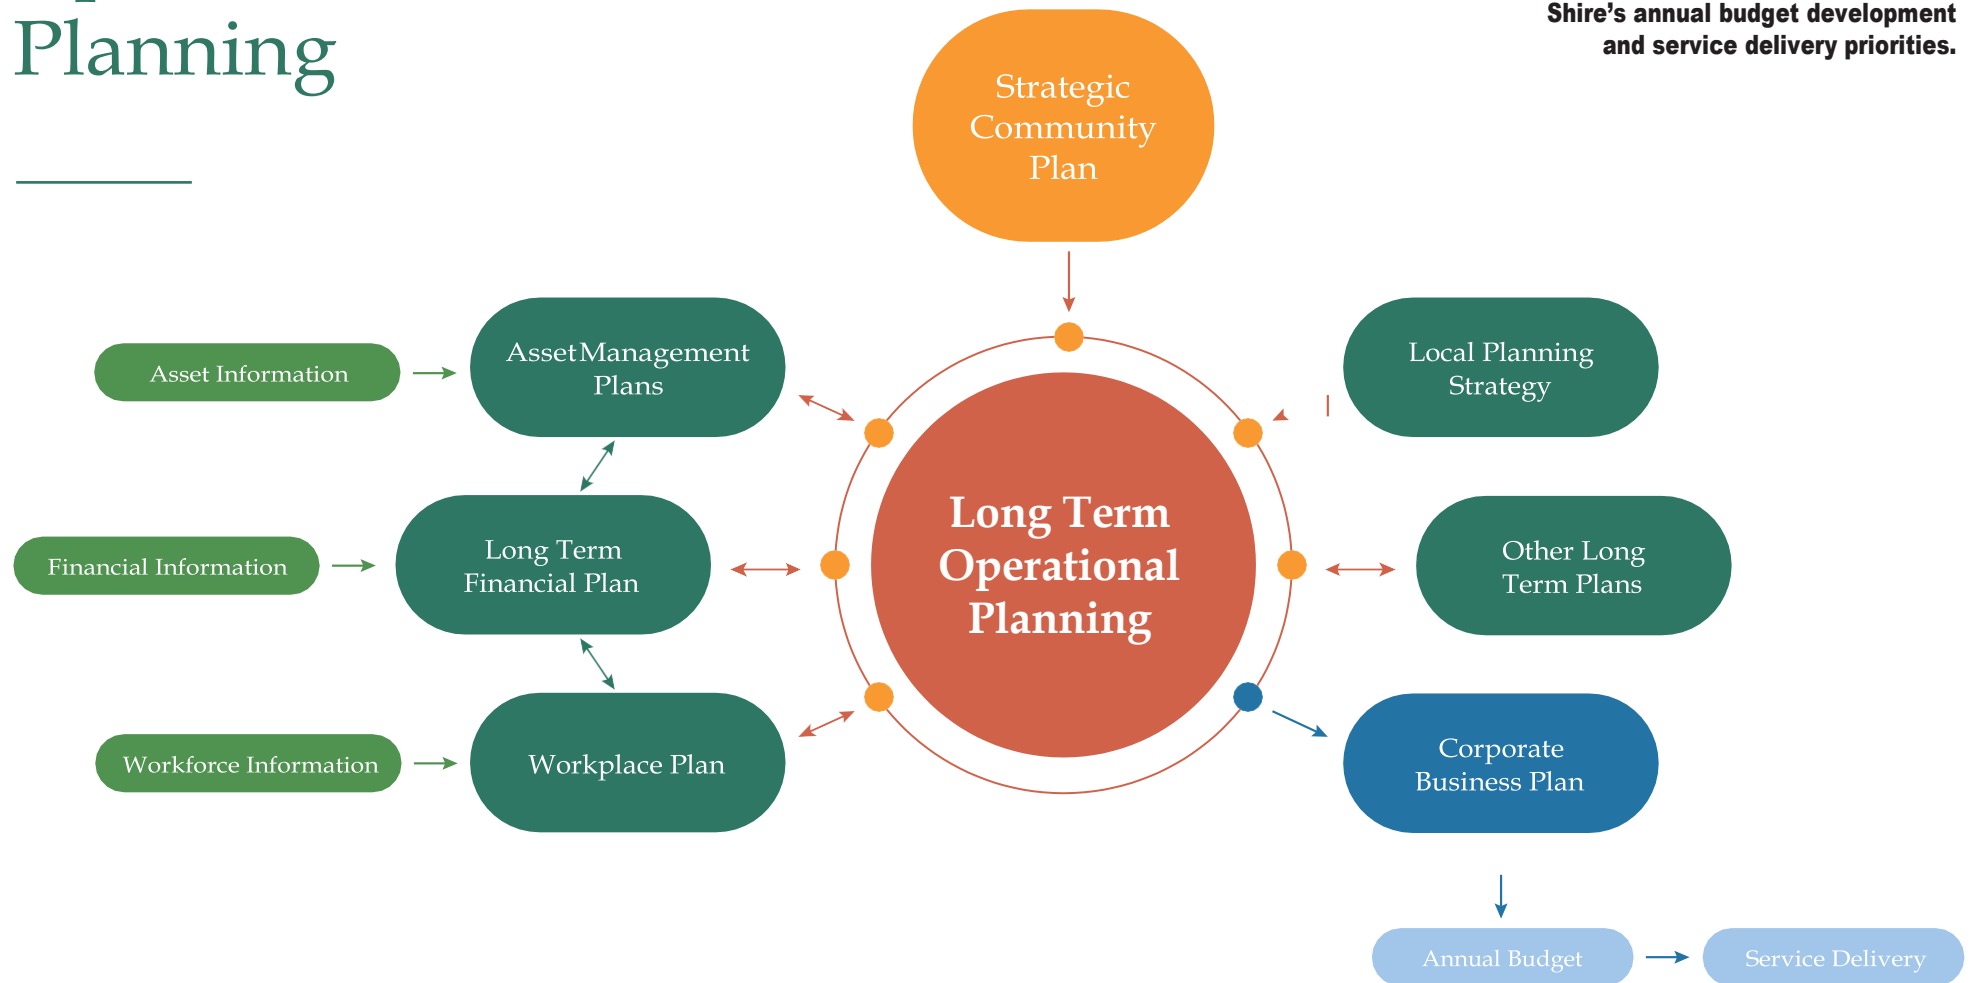 Planning
Shire’s annual budget development
and service delivery priorities.
Strategic
Community
Plan
Asset Information
Asset Management
Plans
Local Planning
Strategy
Financial Information
Long Term
Financial Plan
Long Term
Operational
Planning
Other Long
Term Plans
Workforce Information
Workplace Plan
Corporate
Business Plan
Annual Budget
Service Delivery